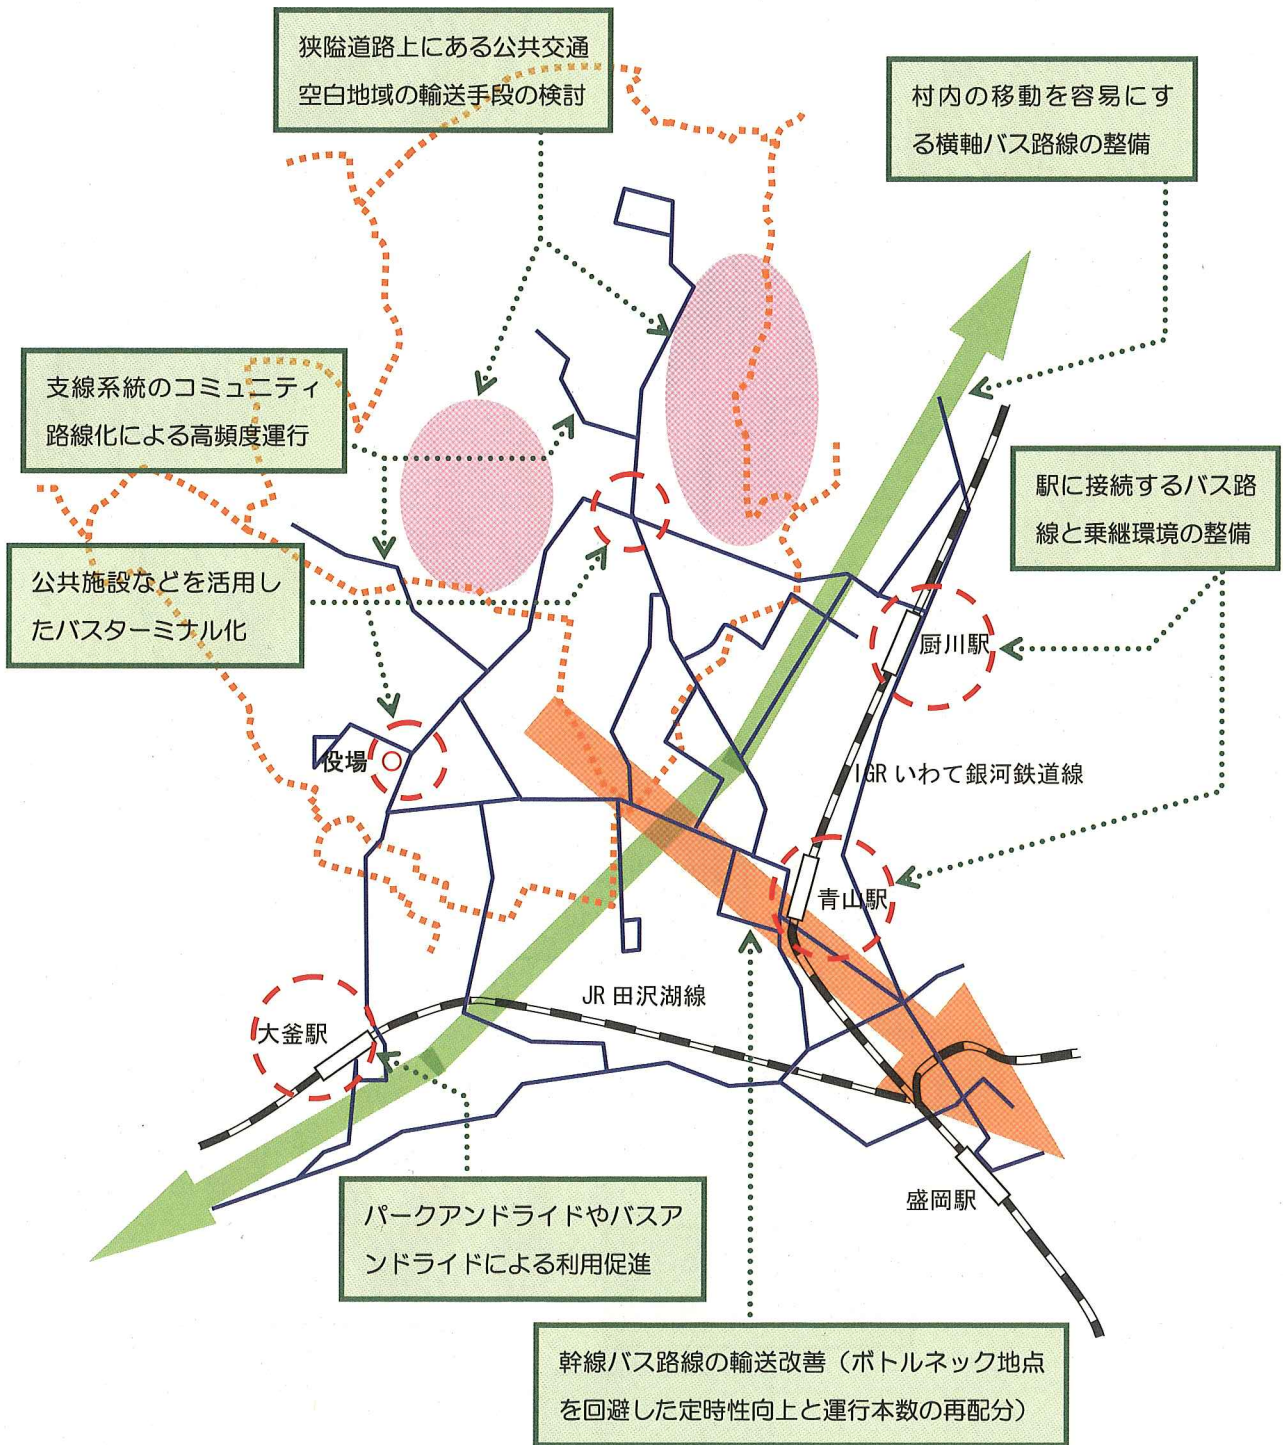 狭隘道路上にある公共交通
空白地域の輸送手段の検討
村内の移動を容易にす
る横軸バス路線の整備
支線系統のコミュニティ
路線化による高頻度運行
駅に接続するバス路
線と乗継環境の整備
公共施設などを活用し
たバスターミナル化
厨川駅
役場
IGRいわて銀河鉄道線
青山駅
JR田沢湖線
大釜駅
盛岡駅
パークアンドライドやバスア
ンドライドによる利用促進
幹線バス路線の輸送改善（ボトルネック地点
を回避した定時性向上と運行本数の再配分）